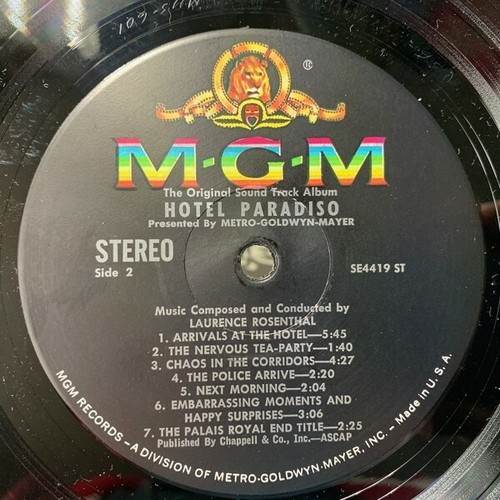 ®
M·G·M
The Original Sound Track Album
HOTEL PARADISO
Presented By METRO-GOLDWYN-MAYER
STEREO
Side 2
SE4419 ST
Music Composed and Conducted by
LAURENCE ROSENTHAL
1. ARRIVALS AT THE HOTEL—5:45
2. THE NERVOUS TEA-PARTY—1:40
3. CHAOS IN THE CORRIDORS—4:27
4. THE POLICE ARRIVE—2:20
5. NEXT MORNING—2:04
6. EMBARRASSING MOMENTS AND
HAPPY SURPRISES—3:06
7. THE PALAIS ROYAL END TITLE—2:25
Published By Chappell & Co., Inc.—ASCAP
MGM RECORDS – A DIVISION OF METRO-GOLDWYN-MAYER, INC. – Made in U. S. A.